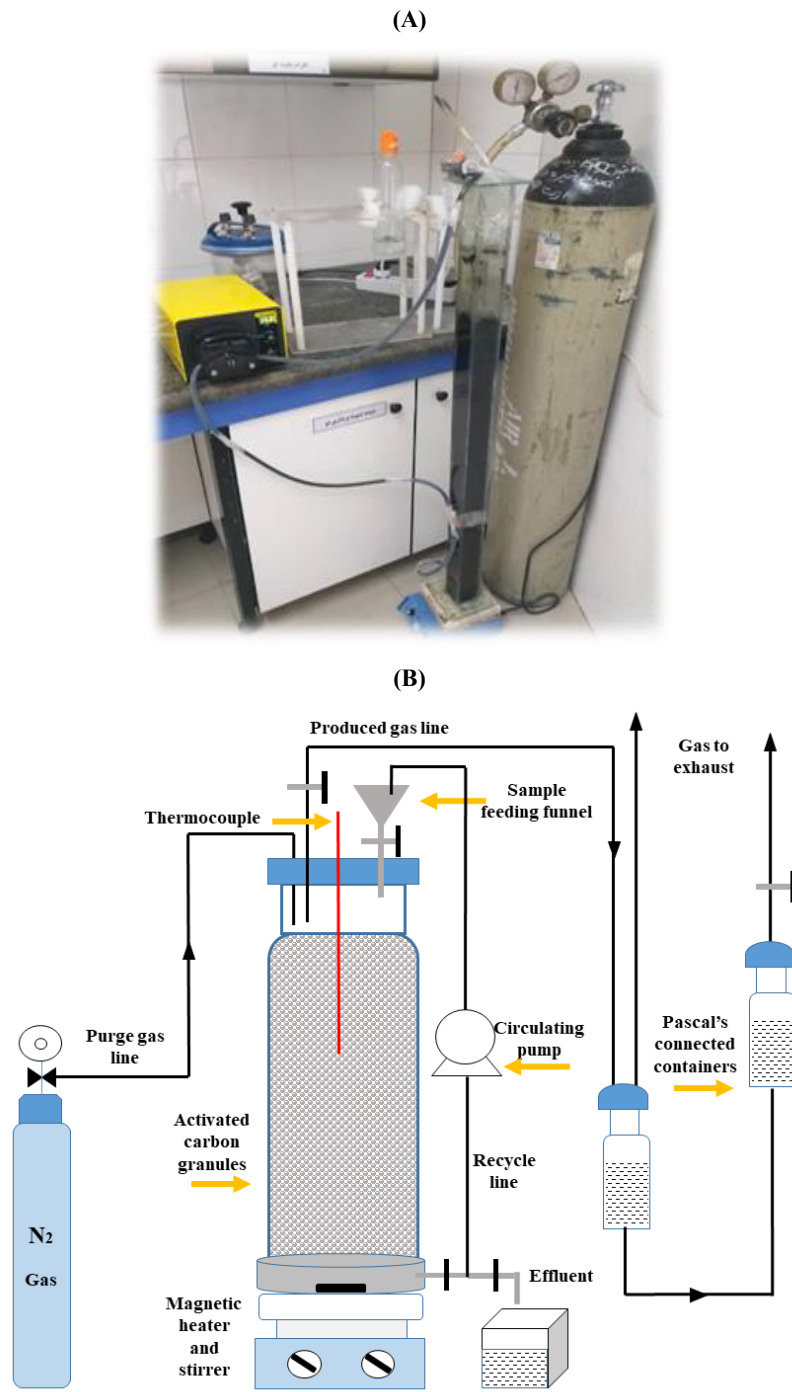 (A)
AIR
(B)
Produced gas line
Gas to
exhaust
Sample
feeding funnel
Thermocouple
Purge gas
line
Circulating
pump
Pascal's
connected
containers
Activated
carbon
granules
Recycle
line
N2
Gas
Effluent
Magnetic
heater
and
stirrer